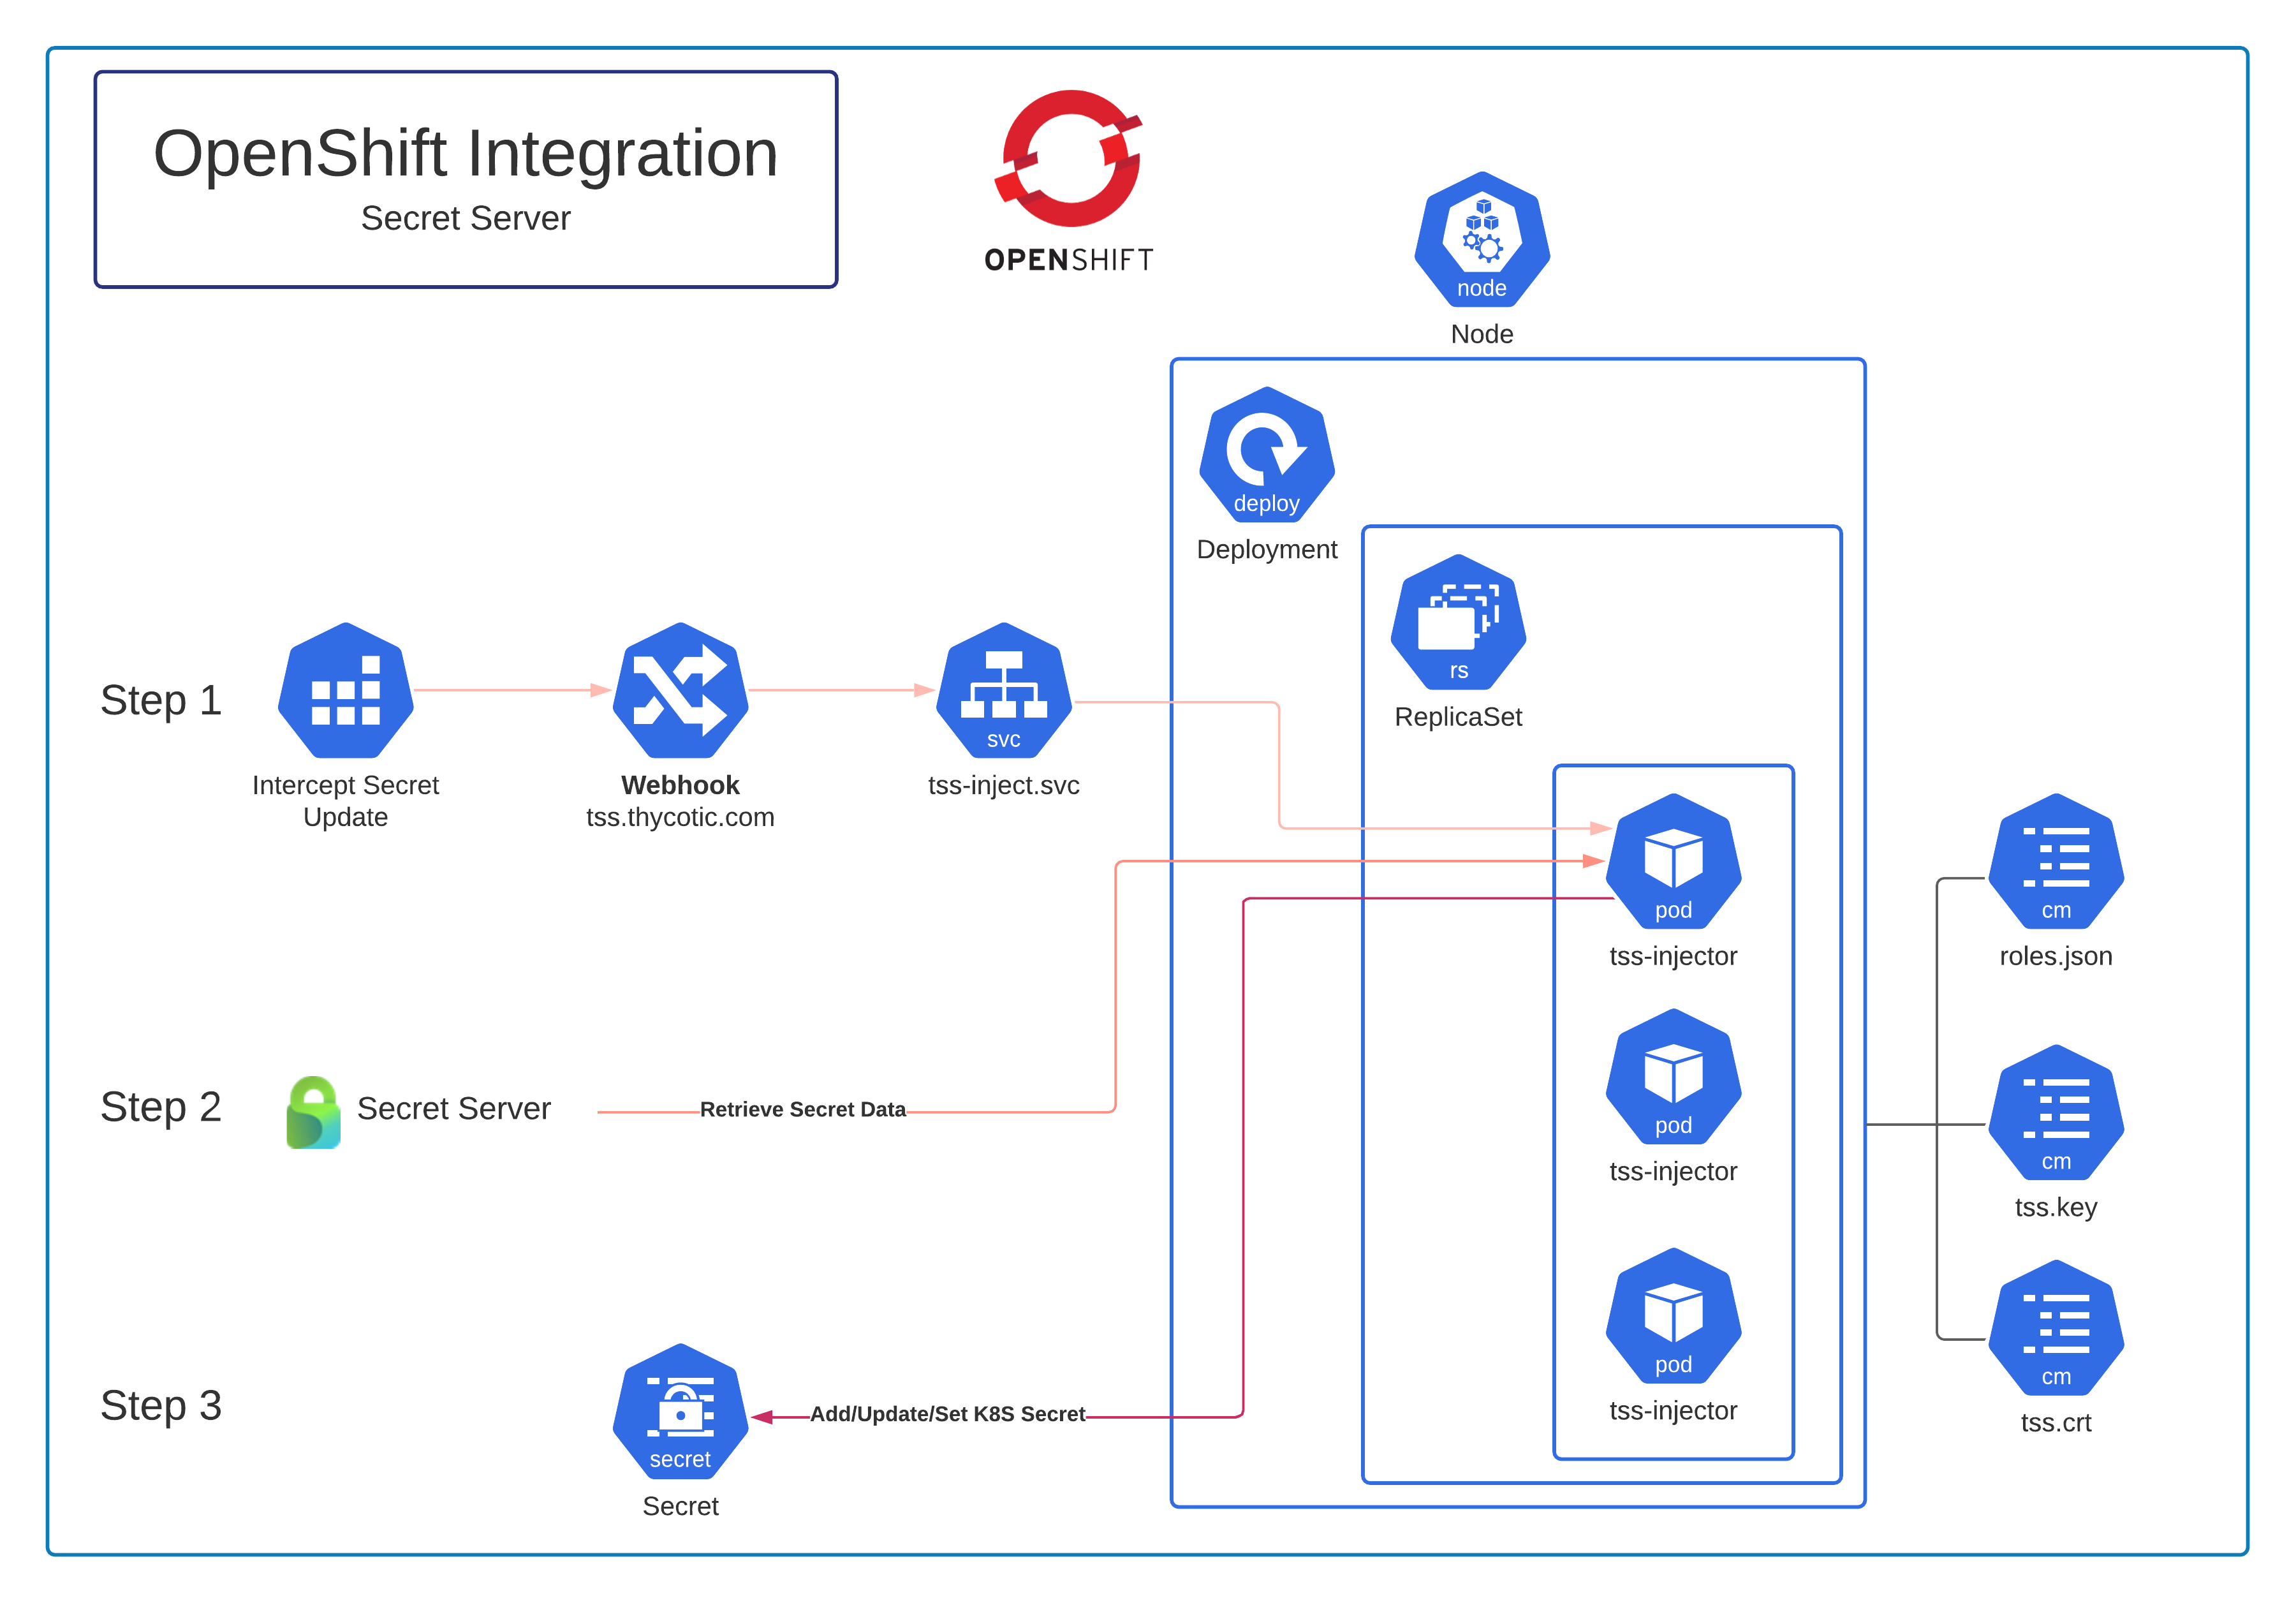 OpenShift Integration
Secret Server
OPENSHIFT
node
Node
deploy
Deployment
rs
ReplicaSet
Step 1
Intercept Secret
Update
Webhook
tss.thycotic.com
svc
tss-inject.svc
pod
tss-injector
cm
roles.json
Step 2
Secret Server
Retrieve Secret Data
pod
tss-injector
cm
tss.key
Step 3
secret
Secret
Add/Update/Set K8S Secret
pod
tss-injector
cm
tss.crt